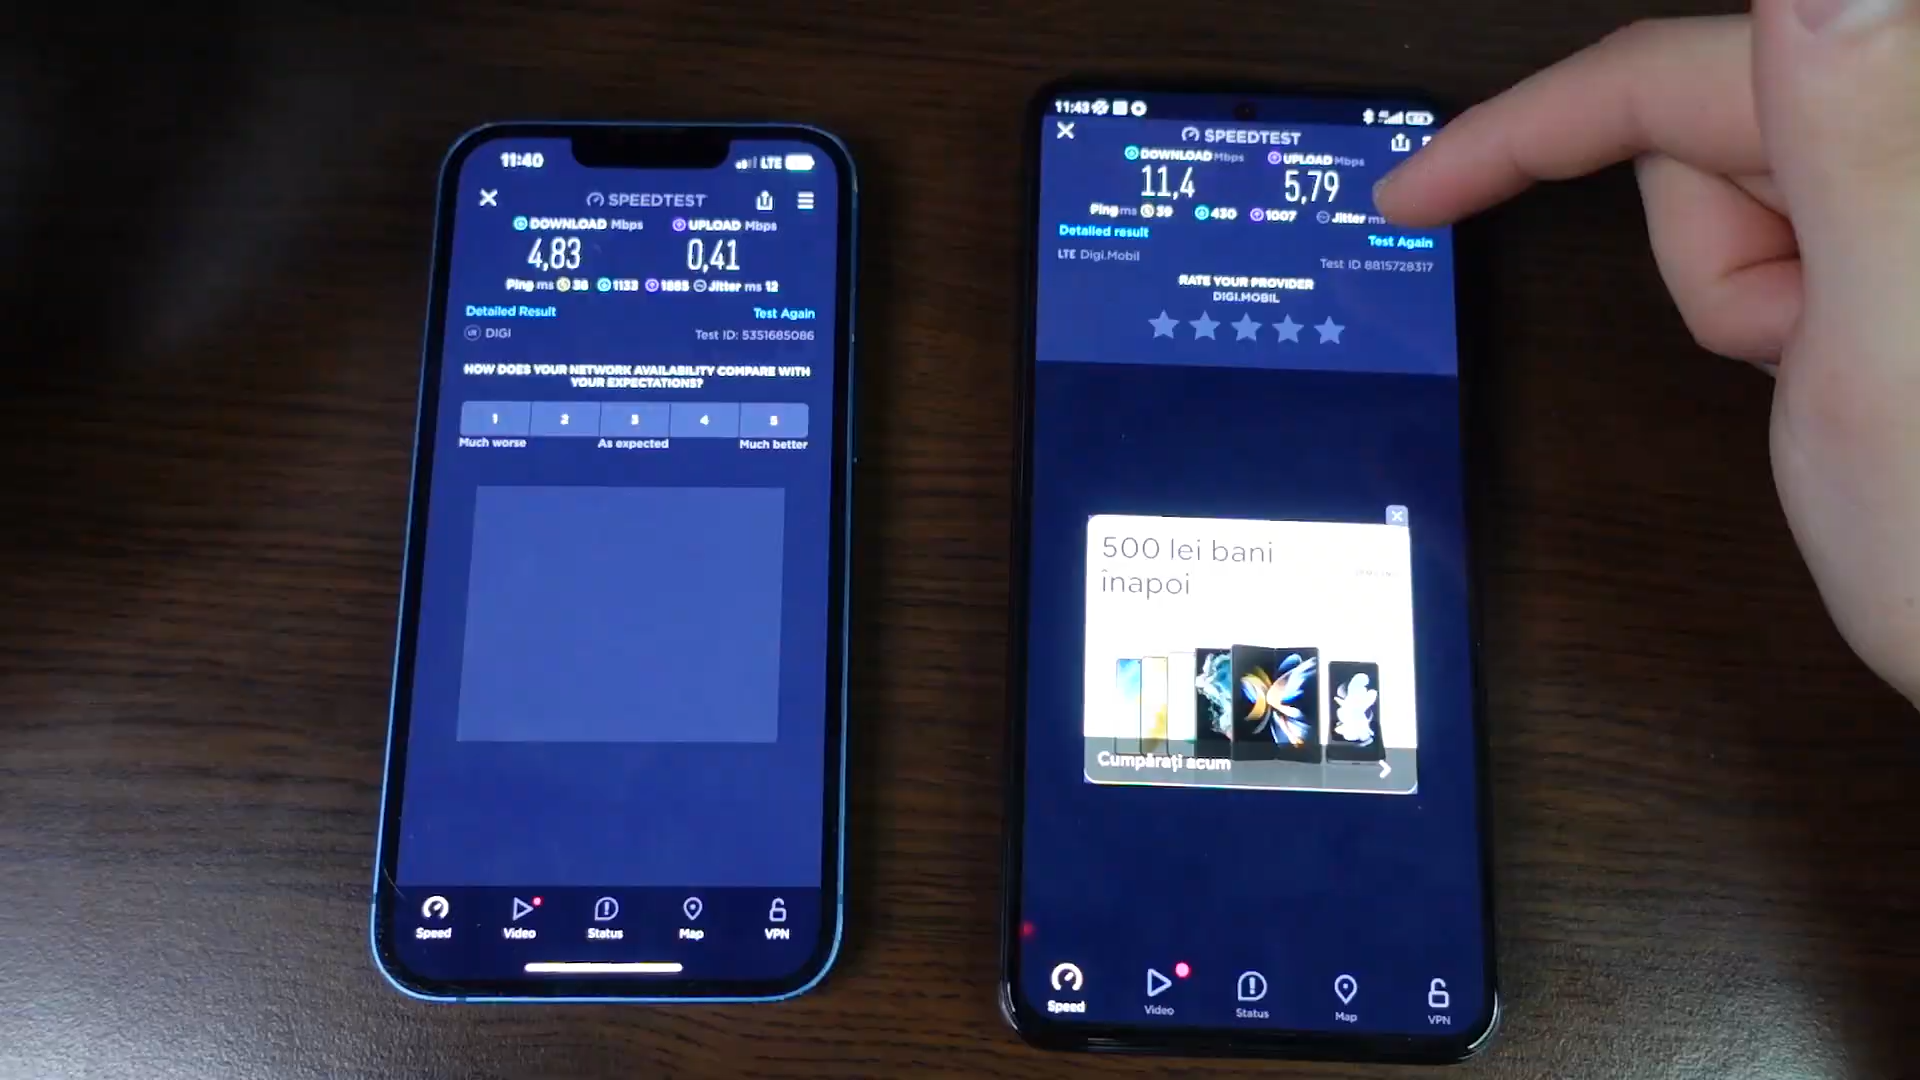 11:40
LTE
SPEEDTEST
DOWNLOAD Mbps
UPLOAD Mbps
4,83
0,41
Ping ms 36 1133 1885 Jitter ms 12
Detailed Result
Test Again
DIGI
Test ID: 5351685086
HOW DOES YOUR NETWORK AVAILABILITY COMPARE WITH
YOUR EXPECTATIONS?
1 2 3 4 5
Much worse
As expected
Much better
Speed
Video
Status
Map
VPN
11:43
SPEEDTEST
DOWNLOAD Mbps
UPLOAD Mbps
11,4
5,79
Ping ms 39 430 1007 Jitter ms
Detailed result
Test Again
LTE Digi.Mobil
Test ID 8815728317
RATE YOUR PROVIDER
DIGI.MOBIL
500 lei bani
înapoi
Cumpărați acum
Speed
Video
Status
Map
VPN